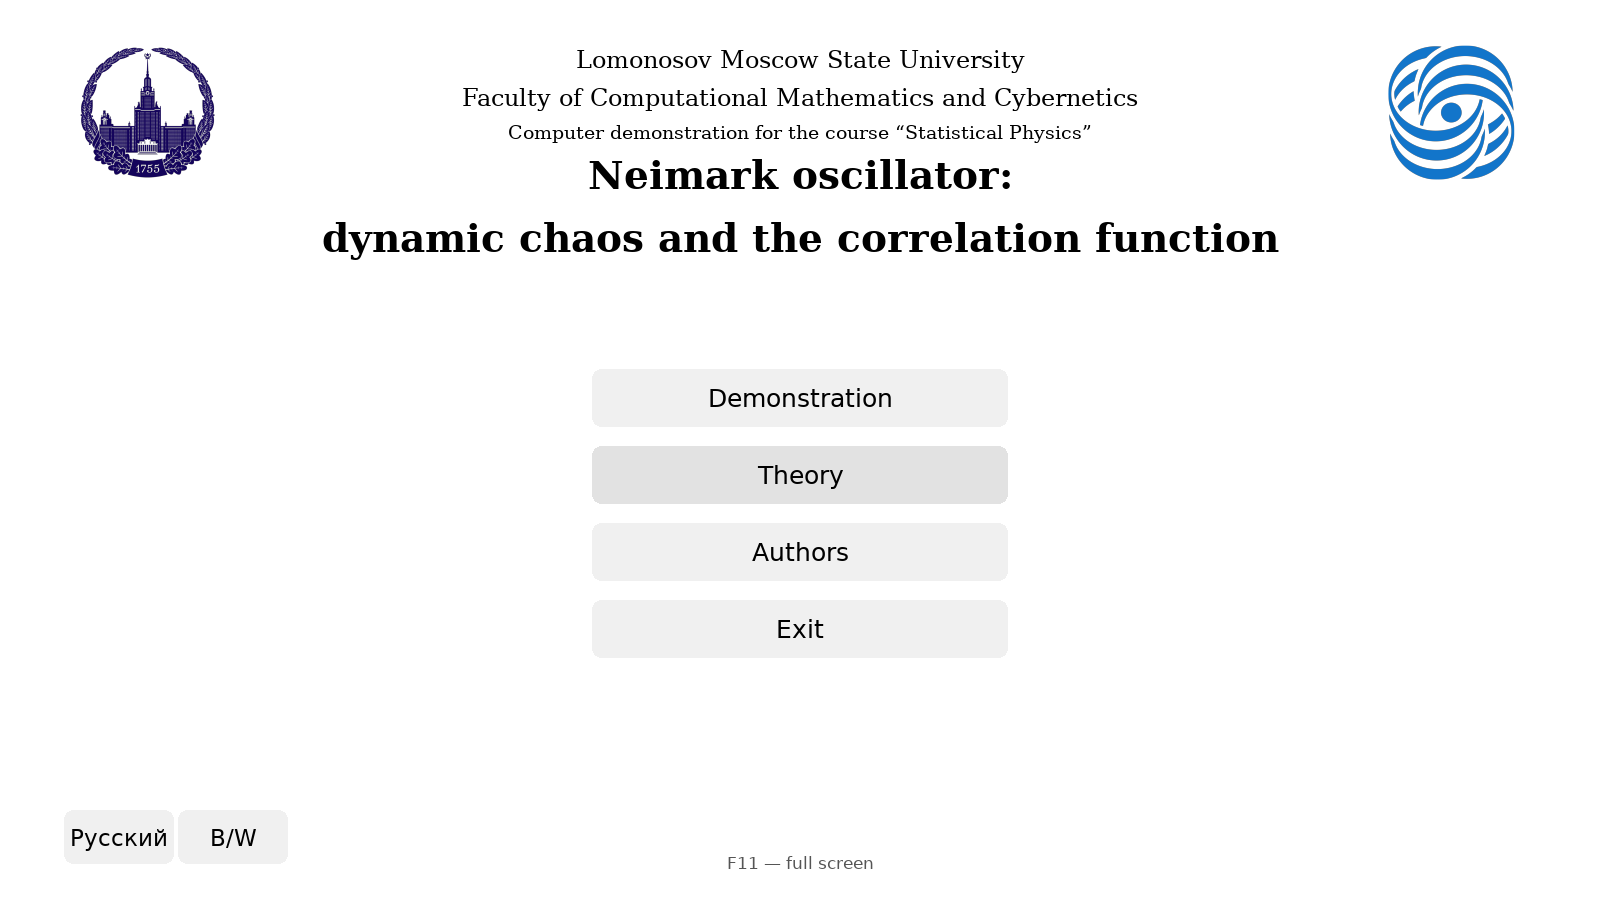 Lomonosov Moscow State University
Faculty of Computational Mathematics and Cybernetics
Computer demonstration for the course “Statistical Physics”
Neimark oscillator:
dynamic chaos and the correlation function
1755
Demonstration
Theory
Authors
Exit
Русский
B/W
F11 — full screen